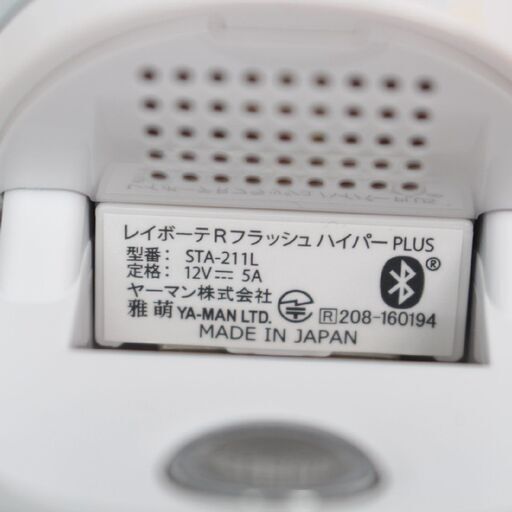 レイボーテRフラッシュ ハイパー PLUS
型番： STA-211L
定格： 12V⎓ 5A
ヤーマン株式会社
雅 萌 YA-MAN LTD. R 208-160194
MADE IN JAPAN